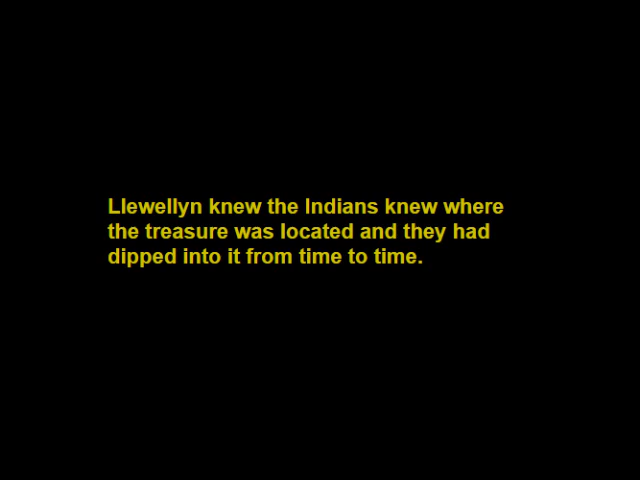 Llewellyn knew the Indians knew where
the treasure was located and they had
dipped into it from time to time.